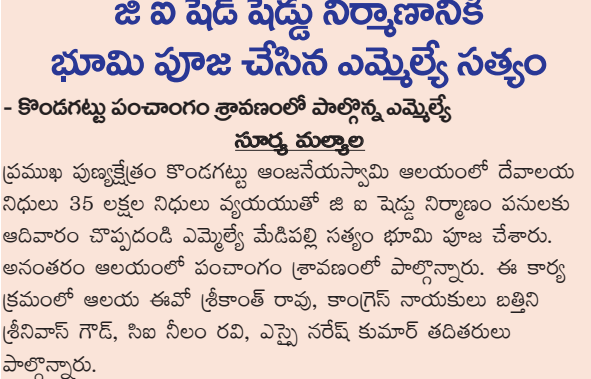 జి ఐ షెడ్ షెడ్డు నిర్మాణానికి
భూమి పూజ చేసిన ఎమ్మెల్యే సత్యం
- కొండగట్టు పంచాంగం శ్రావణంలో పాల్గొన్న ఎమ్మెల్యే
సూర్య మల్యాల
ప్రముఖ పుణ్యక్షేత్రం కొండగట్టు ఆంజనేయస్వామి ఆలయంలో దేవాలయ
నిధులు 35 లక్షల నిధులు వ్యయయుతో జి ఐ షెడ్డు నిర్మాణం పనులకు
ఆదివారం చొప్పదండి ఎమ్మెల్యే మేడిపల్లి సత్యం భూమి పూజ చేశారు.
అనంతరం ఆలయంలో పంచాంగం శ్రావణంలో పాల్గొన్నారు. ఈ కార్య
క్రమంలో ఆలయ ఈవో శ్రీకాంత్ రావు, కాంగ్రెస్ నాయకులు బత్తిని
శ్రీనివాస్ గౌడ్, సిఐ నీలం రవి, ఎస్సై నరేష్ కుమార్ తదితరులు
పాల్గొన్నారు.